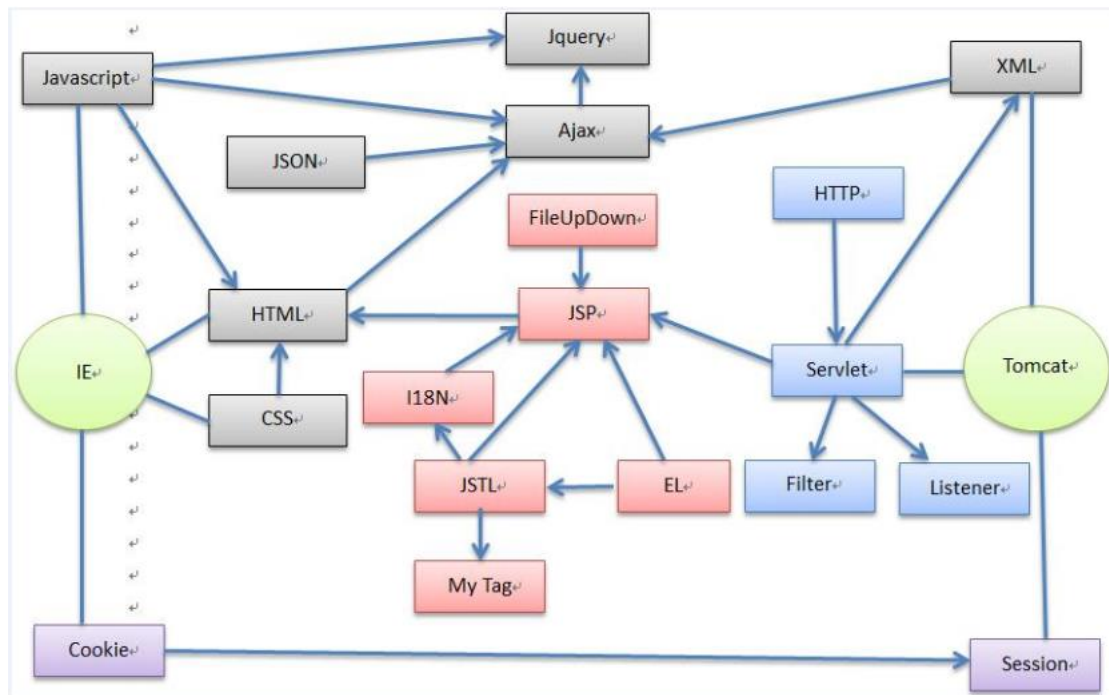 Jquery
Javascript
XML
Ajax
JSON
HTTP
FileUpDown
HTML
JSP
IE
Servlet
Tomcat
I18N
CSS
JSTL
EL
Filter
Listener
My Tag
Cookie
Session